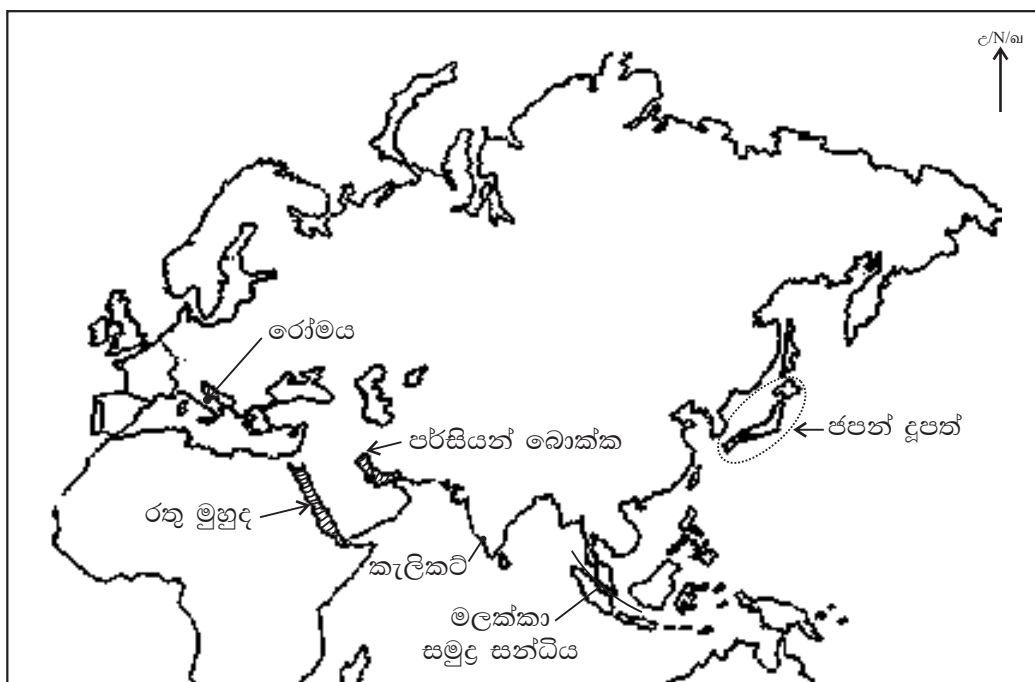 උ/N/வ
රෝමය
ජපන් දූපත්
පර්සියන් බොක්ක
රතු මුහුද
කැලිකට්
මලක්කා
සමුද්‍ර සන්ධිය